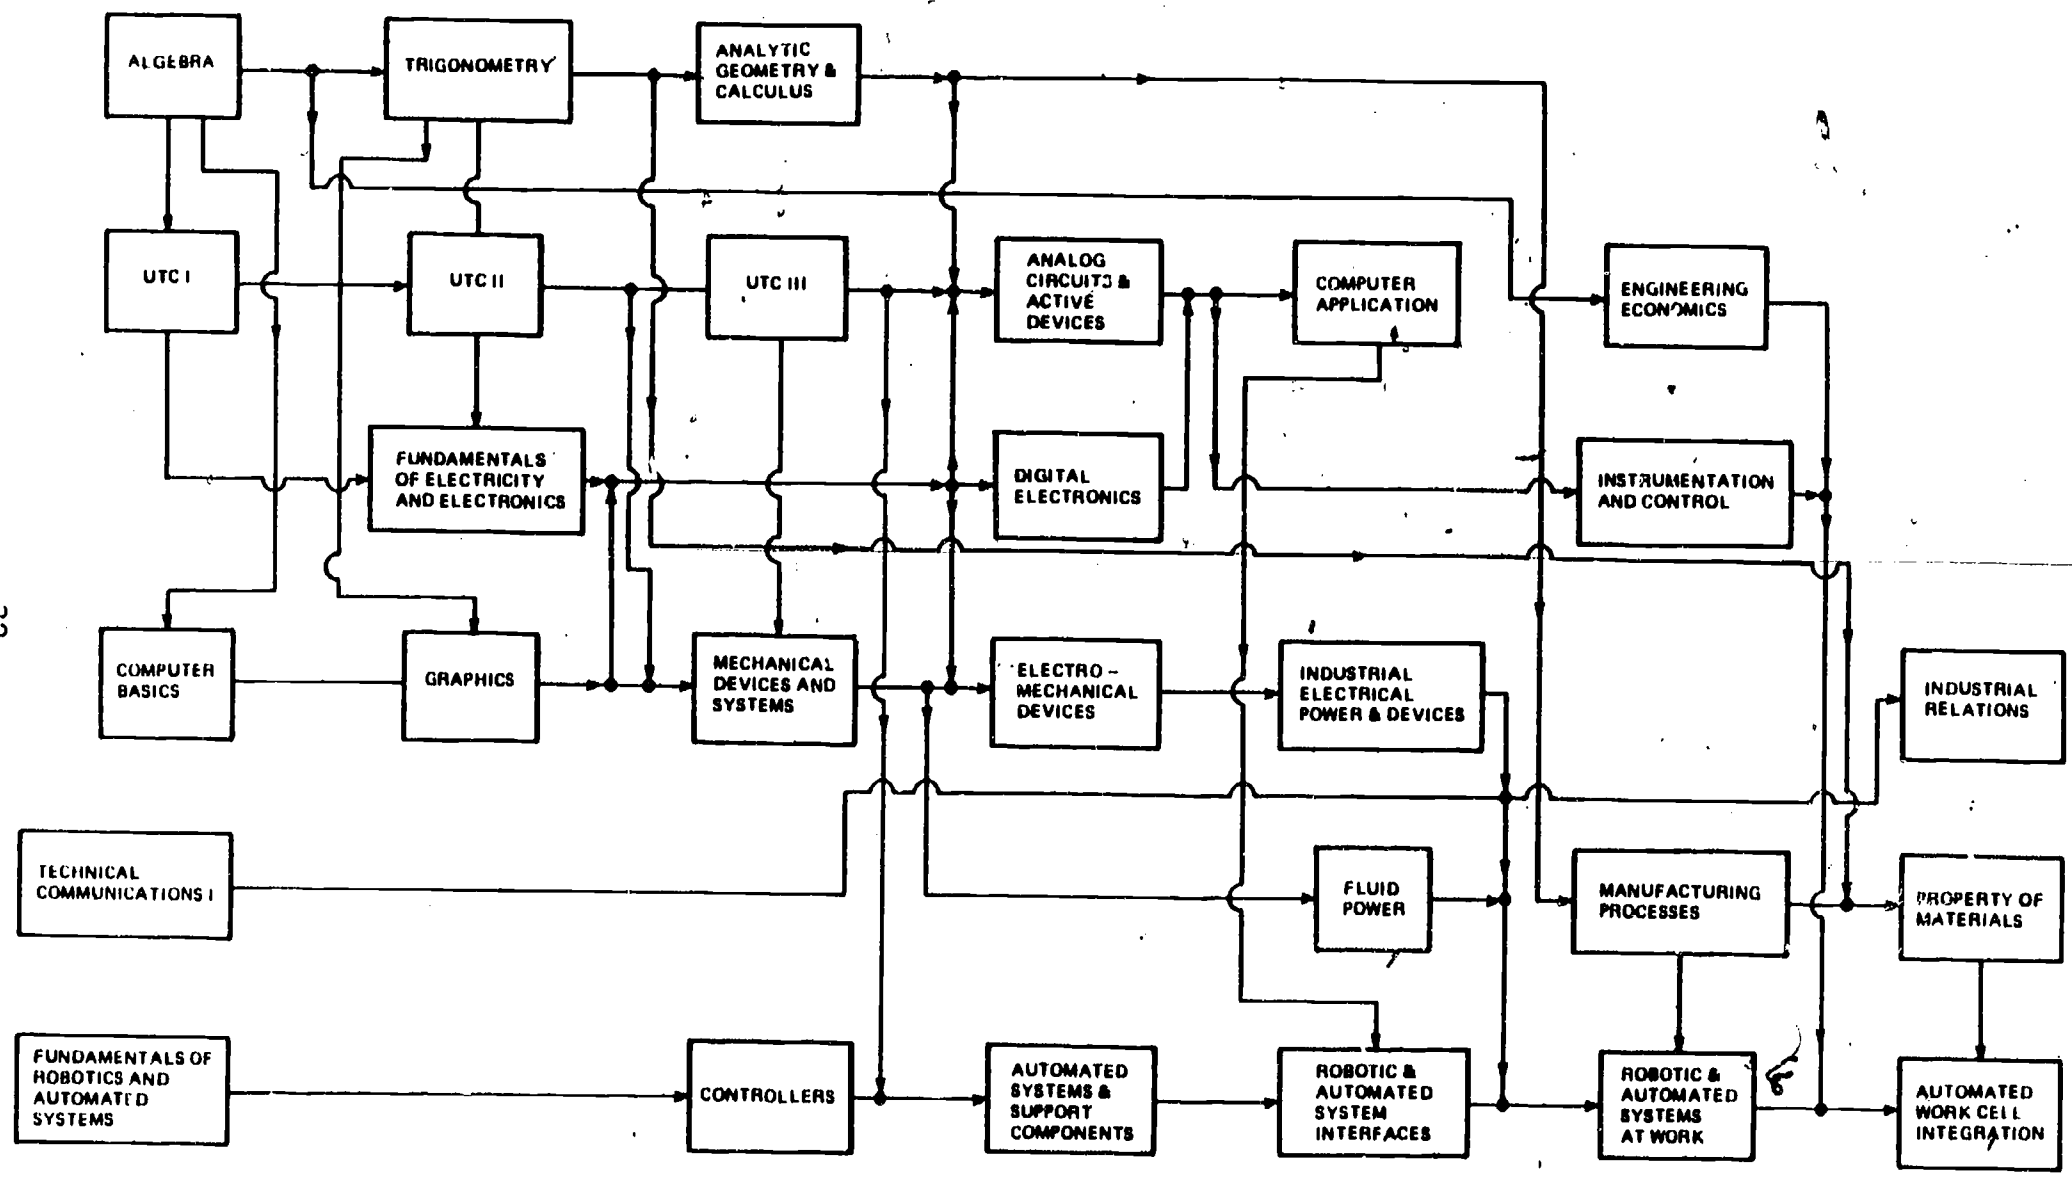 ALGEBRA
TRIGONOMETRY
ANALYTIC
GEOMETRY &
CALCULUS
UTC I
UTC II
UTC III
ANALOG
CIRCUITS &
ACTIVE
DEVICES
COMPUTER
APPLICATION
ENGINEERING
ECONOMICS
FUNDAMENTALS
OF ELECTRICITY
AND ELECTRONICS
DIGITAL
ELECTRONICS
INSTRUMENTATION
AND CONTROL
COMPUTER
BASICS
GRAPHICS
MECHANICAL
DEVICES AND
SYSTEMS
ELECTRO-
MECHANICAL
DEVICES
INDUSTRIAL
ELECTRICAL
POWER & DEVICES
INDUSTRIAL
RELATIONS
TECHNICAL
COMMUNICATIONS I
FLUID
POWER
MANUFACTURING
PROCESSES
PROPERTY OF
MATERIALS
FUNDAMENTALS OF
ROBOTICS AND
AUTOMATED
SYSTEMS
CONTROLLERS
AUTOMATED
SYSTEMS &
SUPPORT
COMPONENTS
ROBOTIC &
AUTOMATED
SYSTEM
INTERFACES
ROBOTIC &
AUTOMATED
SYSTEMS
AT WORK
AUTOMATED
WORK CELL
INTEGRATION